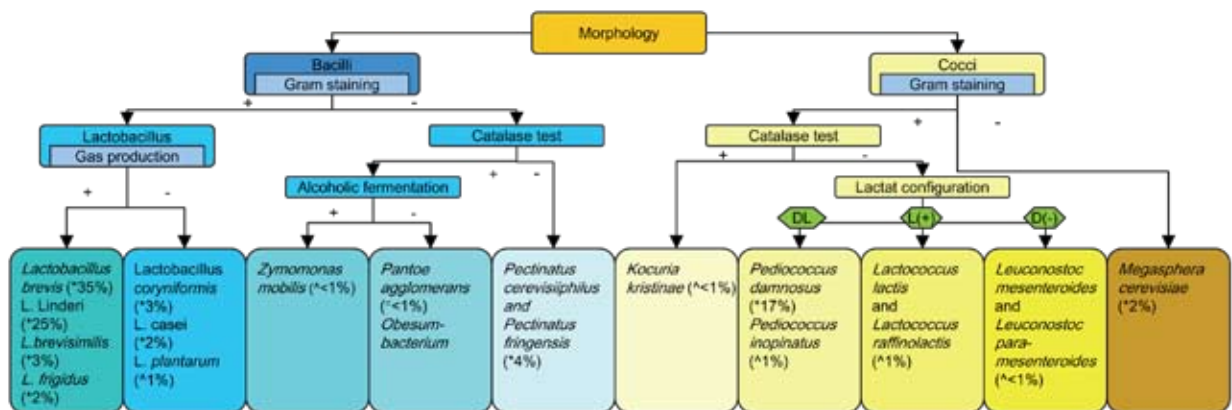 Morphology
Bacilli
Gram staining
Cocci
Gram staining
+
-
+
-
Lactobacillus
Gas production
Catalase test
Catalase test
+
-
+
-
+
-
Alcoholic fermentation
Lactat configuration
+
-
DL
L(+)
D(-)
Lactobacillus
brevis (*35%)
L. Linderi
(*25%)
L.brevisimilis
(*3%)
L. frigidus
(*2%)
Lactobacillus
coryniformis
(*3%)
L. casei
(*2%)
L. plantarum
(^1%)
Zymomonas
mobilis (^<1%)
Pantoe
agglomerans
(<1%)
Obesum-
bacterium
Pectinatus
cerevisiiphilus
and
Pectinatus
fringensis
(*4%)
Kocuria
kristinae (^<1%)
Pediococcus
damnosus
(*17%)
Pediococcus
inopinatus
(^1%)
Lactococcus
lactis
and
Lactococcus
raffinolactis
(^1%)
Leuconostoc
mesenteroides
and
Leuconostoc
para-
mesenteroides
(^<1%)
Megasphera
cerevisiae
(*2%)